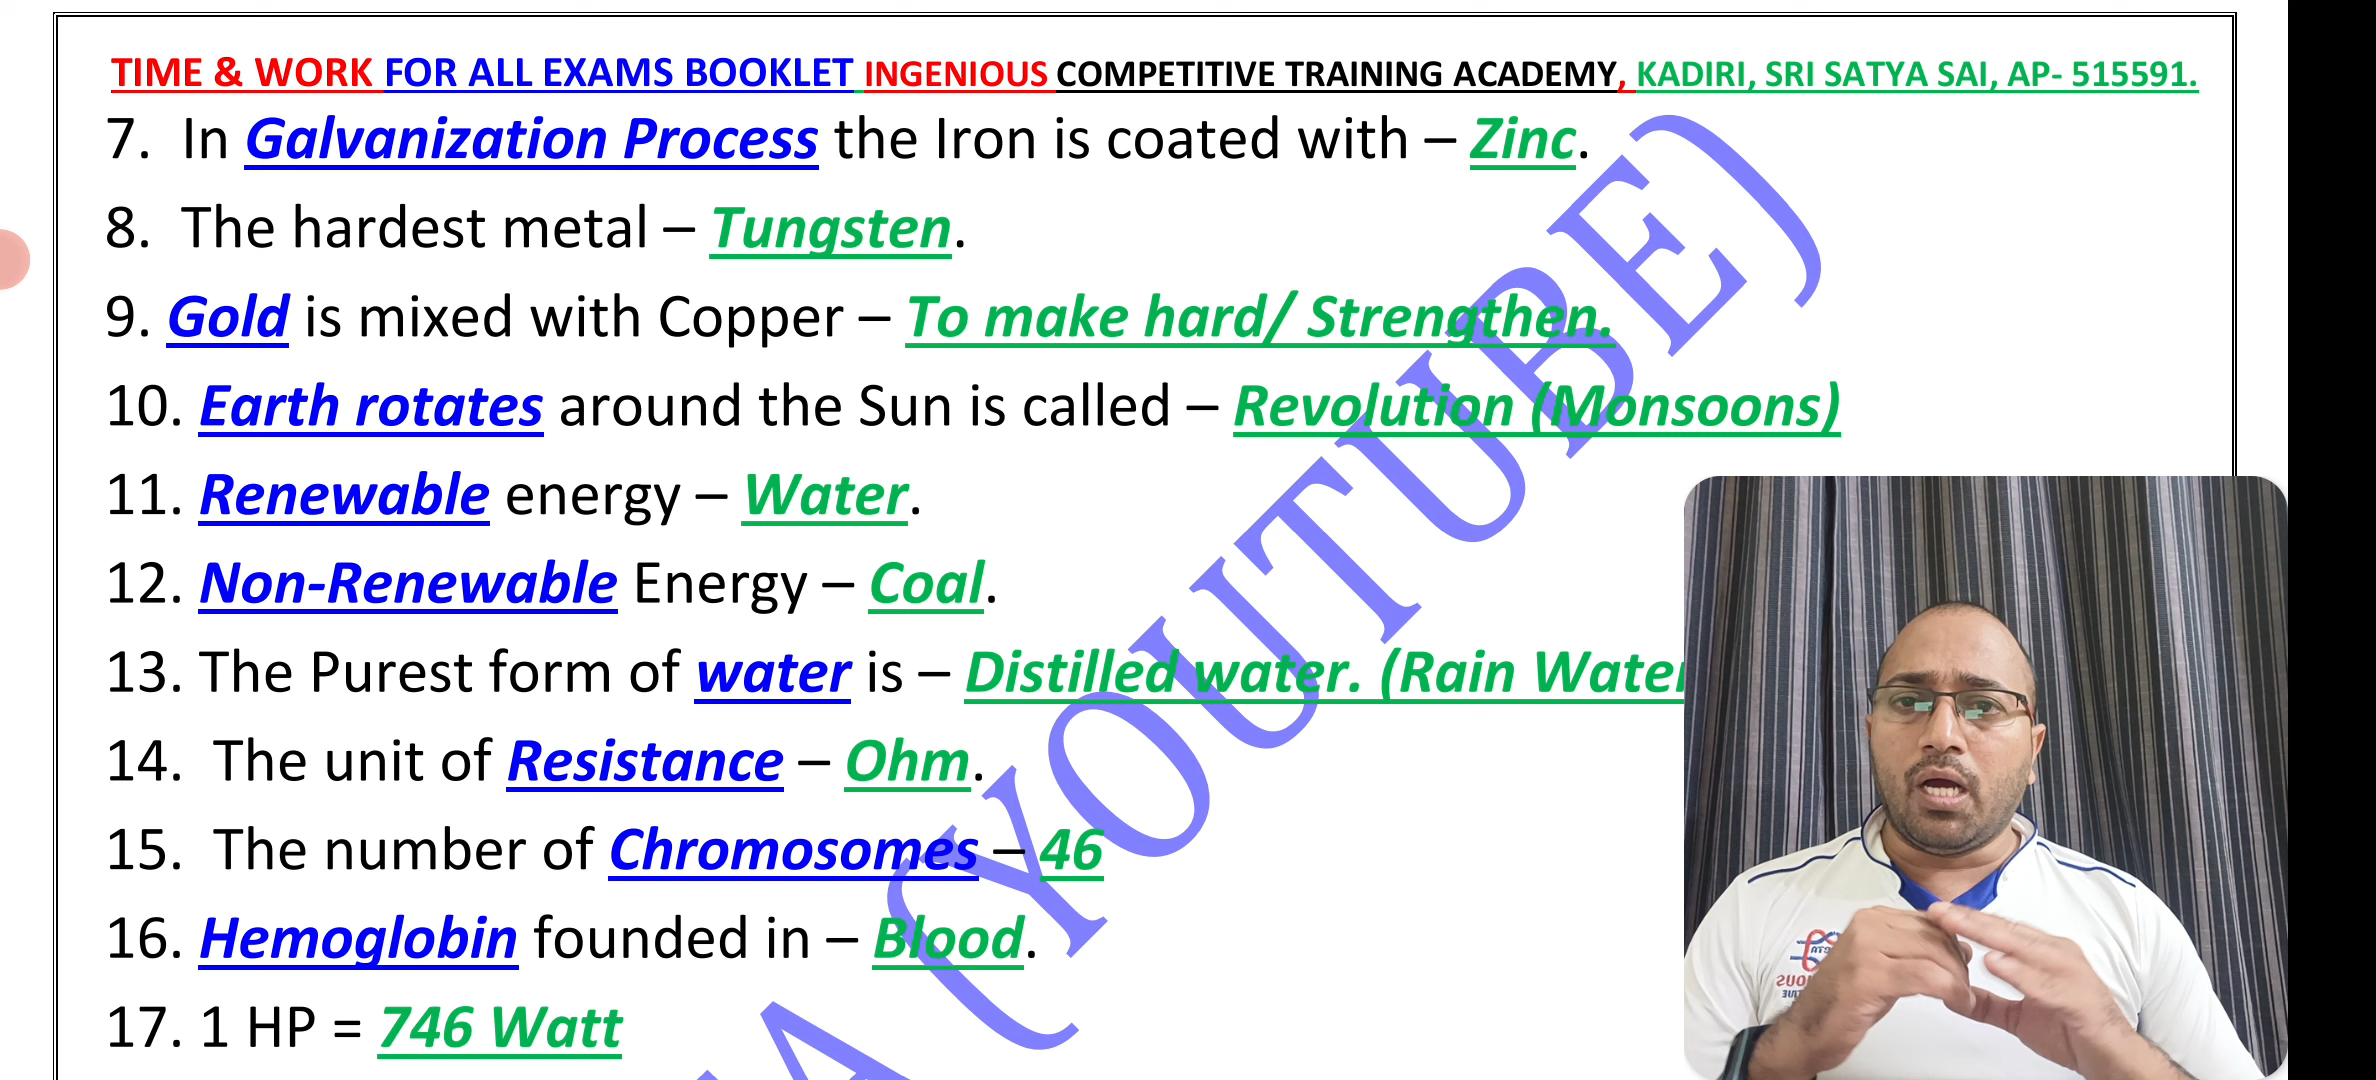 TIME & WORK FOR ALL EXAMS BOOKLET INGENIOUS COMPETITIVE TRAINING ACADEMY, KADIRI, SRI SATYA SAI, AP- 515591.
7. In Galvanization Process the Iron is coated with – Zinc.
8. The hardest metal – Tungsten.
9. Gold is mixed with Copper – To make hard/ Strengthen.
10. Earth rotates around the Sun is called – Revolution (Monsoons)
11. Renewable energy – Water.
12. Non-Renewable Energy – Coal.
13. The Purest form of water is – Distilled water. (Rain Water
14. The unit of Resistance – Ohm.
15. The number of Chromosomes – 46
16. Hemoglobin founded in – Blood.
17. 1 HP = 746 Watt
A (YOUTUBE)